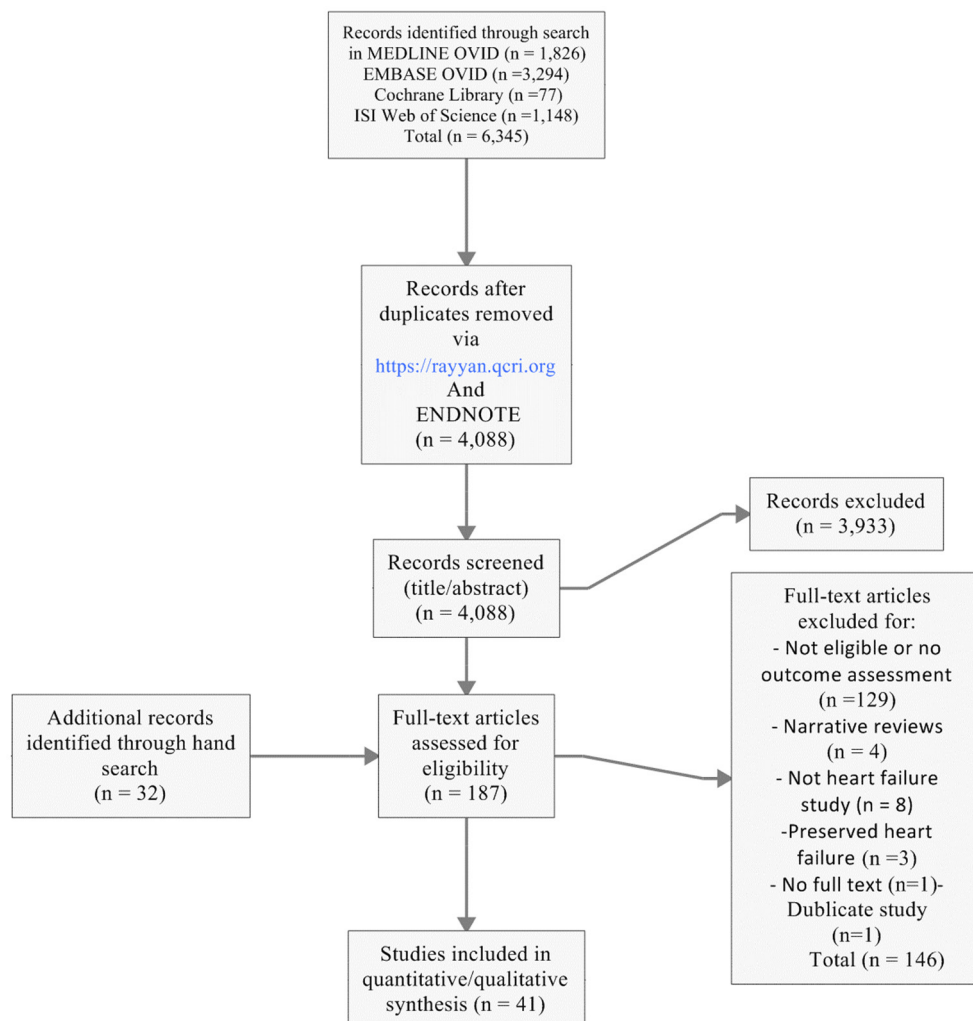 Records identified through search
in MEDLINE OVID (n = 1,826)
EMBASE OVID (n =3,294)
Cochrane Library (n =77)
ISI Web of Science (n =1,148)
Total (n = 6,345)
Records after
duplicates removed
via
https://rayyan.qcri.org
And
ENDNOTE
(n = 4,088)
Records screened
(title/abstract)
(n = 4,088)
Records excluded
(n = 3,933)
Additional records
identified through hand
search
(n = 32)
Full-text articles
assessed for
eligibility
(n = 187)
Full-text articles
excluded for:
- Not eligible or no
outcome assessment
(n =129)
- Narrative reviews
(n = 4)
- Not heart failure
study (n = 8)
-Preserved heart
failure (n =3)
- No full text (n=1)-
Dublicate study
(n=1)
Total (n = 146)
Studies included in
quantitative/qualitative
synthesis (n = 41)